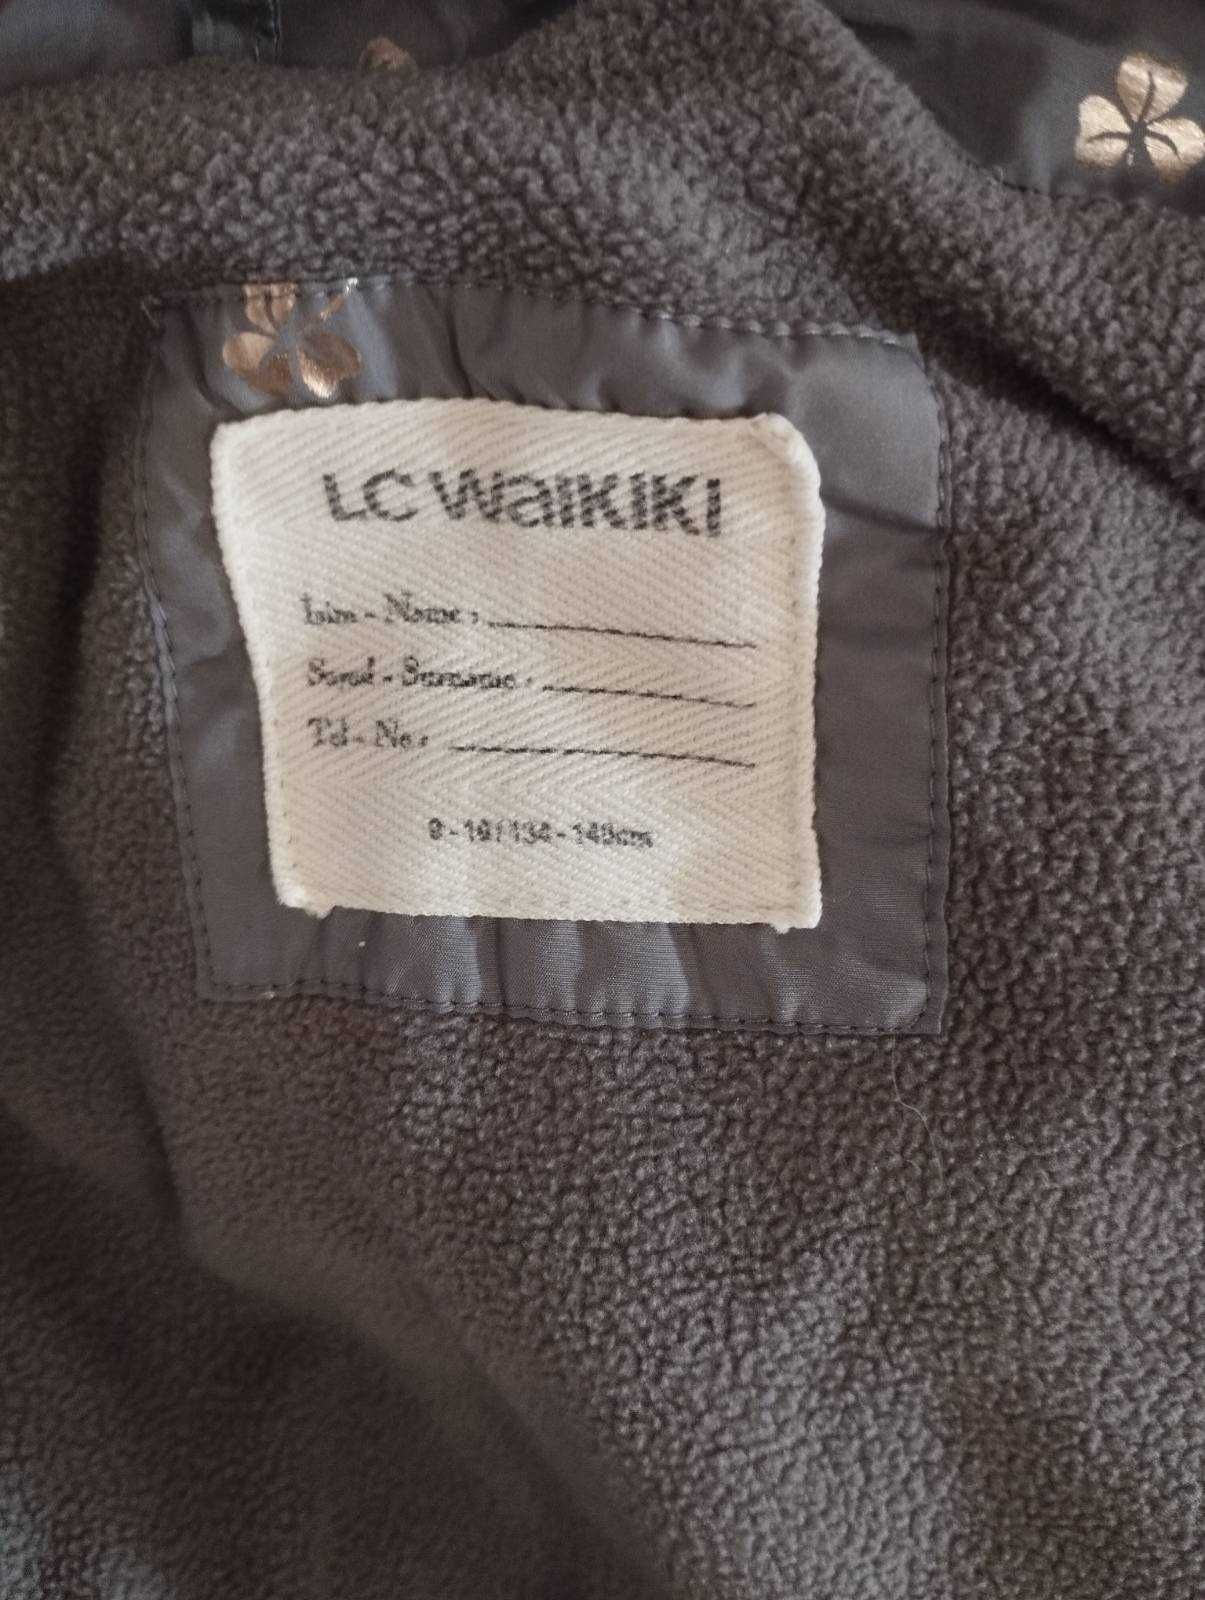 LC WAIKIKI
İsim - Name :
Soyad - Surname :
Tel - No :
9-10 / 134 - 140cm